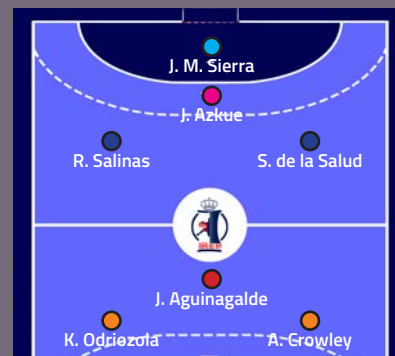 J. M. Sierra
J. Azkue
R. Salinas
S. de la Salud
J. Aguinagalde
K. Odriozola
A. Crowley